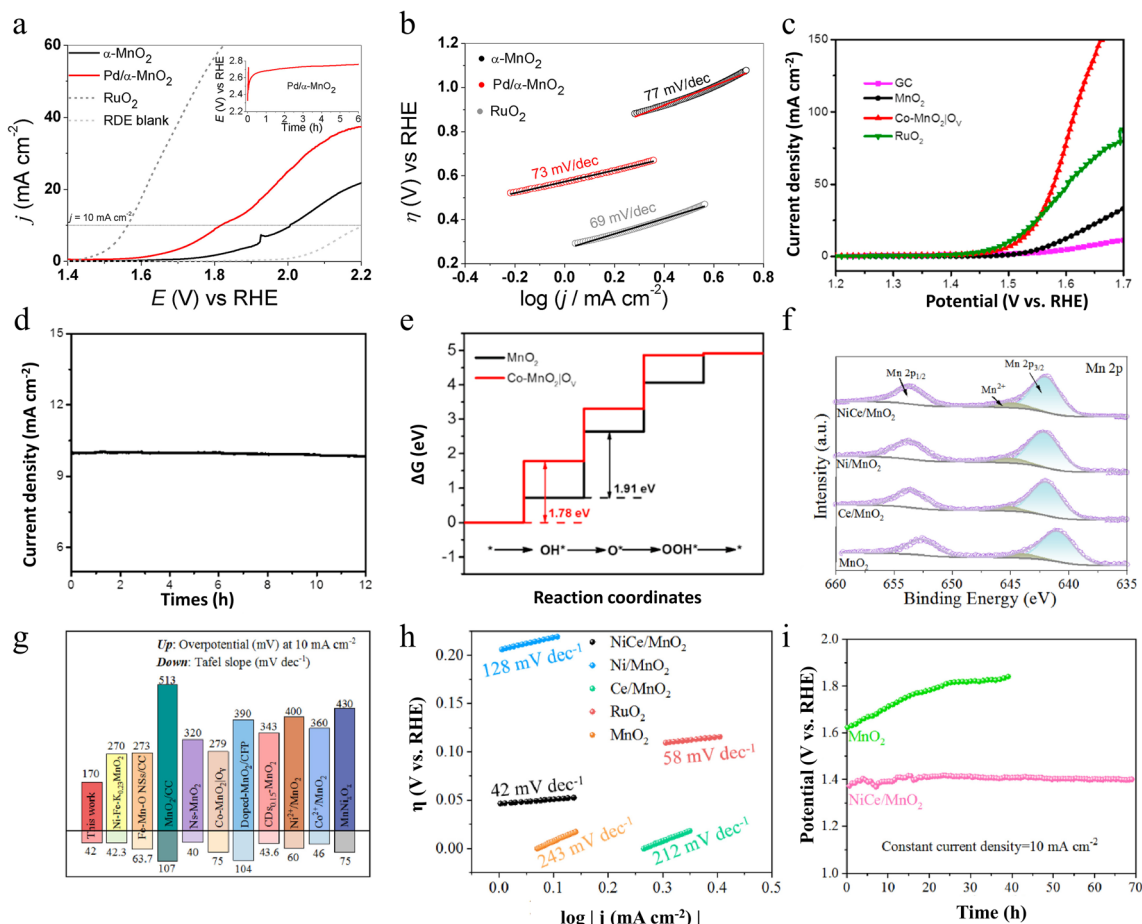 a
α-MnO2
Pd/α-MnO2
RuO2
RDE blank
60
40
20
10
0
j (mA cm-2)
j = 10 mA cm-2
1.4 1.6 1.8 2.0 2.2
E (V) vs RHE
2.8
2.6
2.4
2.2
E (V) vs RHE
Pd/α-MnO2
0 1 2 3 4 5 6
Time (h)
b
1.2
1.0
0.8
0.6
0.4
0.2
η (V) vs RHE
α-MnO2
Pd/α-MnO2
RuO2
77 mV/dec
73 mV/dec
69 mV/dec
-0.4 0.0 0.4 0.8
log (j / mA cm-2)
c
150
125
100
75
50
25
0
Current density (mA cm-2)
GC
MnO2
Co-MnO2|OV
RuO2
1.2 1.3 1.4 1.5 1.6 1.7
Potential (V vs. RHE)
d
15
12
9
6
Current density (mA cm-2)
0 2 4 6 8 10 12
Times (h)
e
5
4
3
2
1
0
-1
ΔG (eV)
MnO2
Co-MnO2|OV
1.91 eV
1.78 eV
* OH* O* OOH* *
Reaction coordinates
f
Mn 2p
Mn 2p1/2
Mn 2p3/2
Mn2+
NiCe/MnO2
Ni/MnO2
Ce/MnO2
MnO2
Intensity (a.u.)
660 655 650 645 640 635
Binding Energy (eV)
g
Up: Overpotential (mV) at 10 mA cm-2
Down: Tafel slope (mV dec-1)
170 270 273 513 320 279 390 343 400 360 430
This work
Ni-Fe-K0.23MnO2
Fe-Mn-O NSs/CC
MnO2/CC
Ns-MnO2
Co-MnO2|OV
Doped-MnO2/CFP
CDs0.15-MnO2
Ni2+/MnO2
Co2+/MnO2
MnNi2O4
42 42.3 63.7 107 40 75 104 43.6 60 46 75
h
0.20
0.15
0.10
0.05
0.00
η (V vs. RHE)
NiCe/MnO2
Ni/MnO2
Ce/MnO2
RuO2
MnO2
128 mV dec-1
58 mV dec-1
42 mV dec-1
243 mV dec-1
212 mV dec-1
0.0 0.1 0.2 0.3 0.4 0.5
log | j (mA cm-2) |
i
2.0
1.8
1.6
1.4
1.2
1.0
Potential (V vs. RHE)
MnO2
NiCe/MnO2
Constant current density=10 mA cm-2
0 10 20 30 40 50 60 70
Time (h)